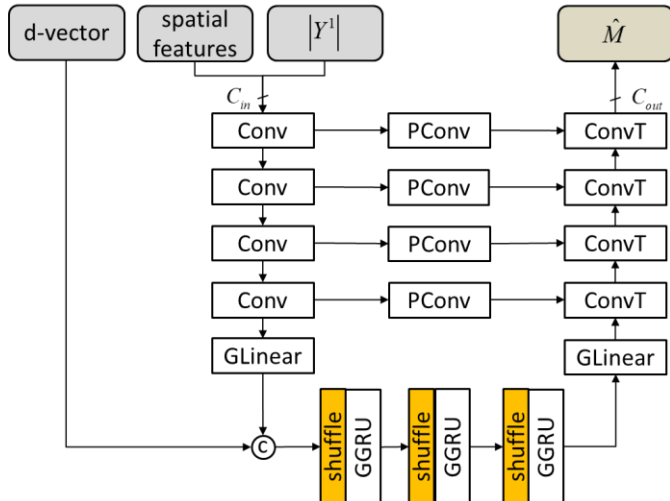 d-vector
spatial features
|Y¹|
M̂
C_in
C_out
Conv PConv ConvT
Conv PConv ConvT
Conv PConv ConvT
Conv PConv ConvT
GLinear GLinear
C
shuffle GGRU shuffle GGRU shuffle GGRU